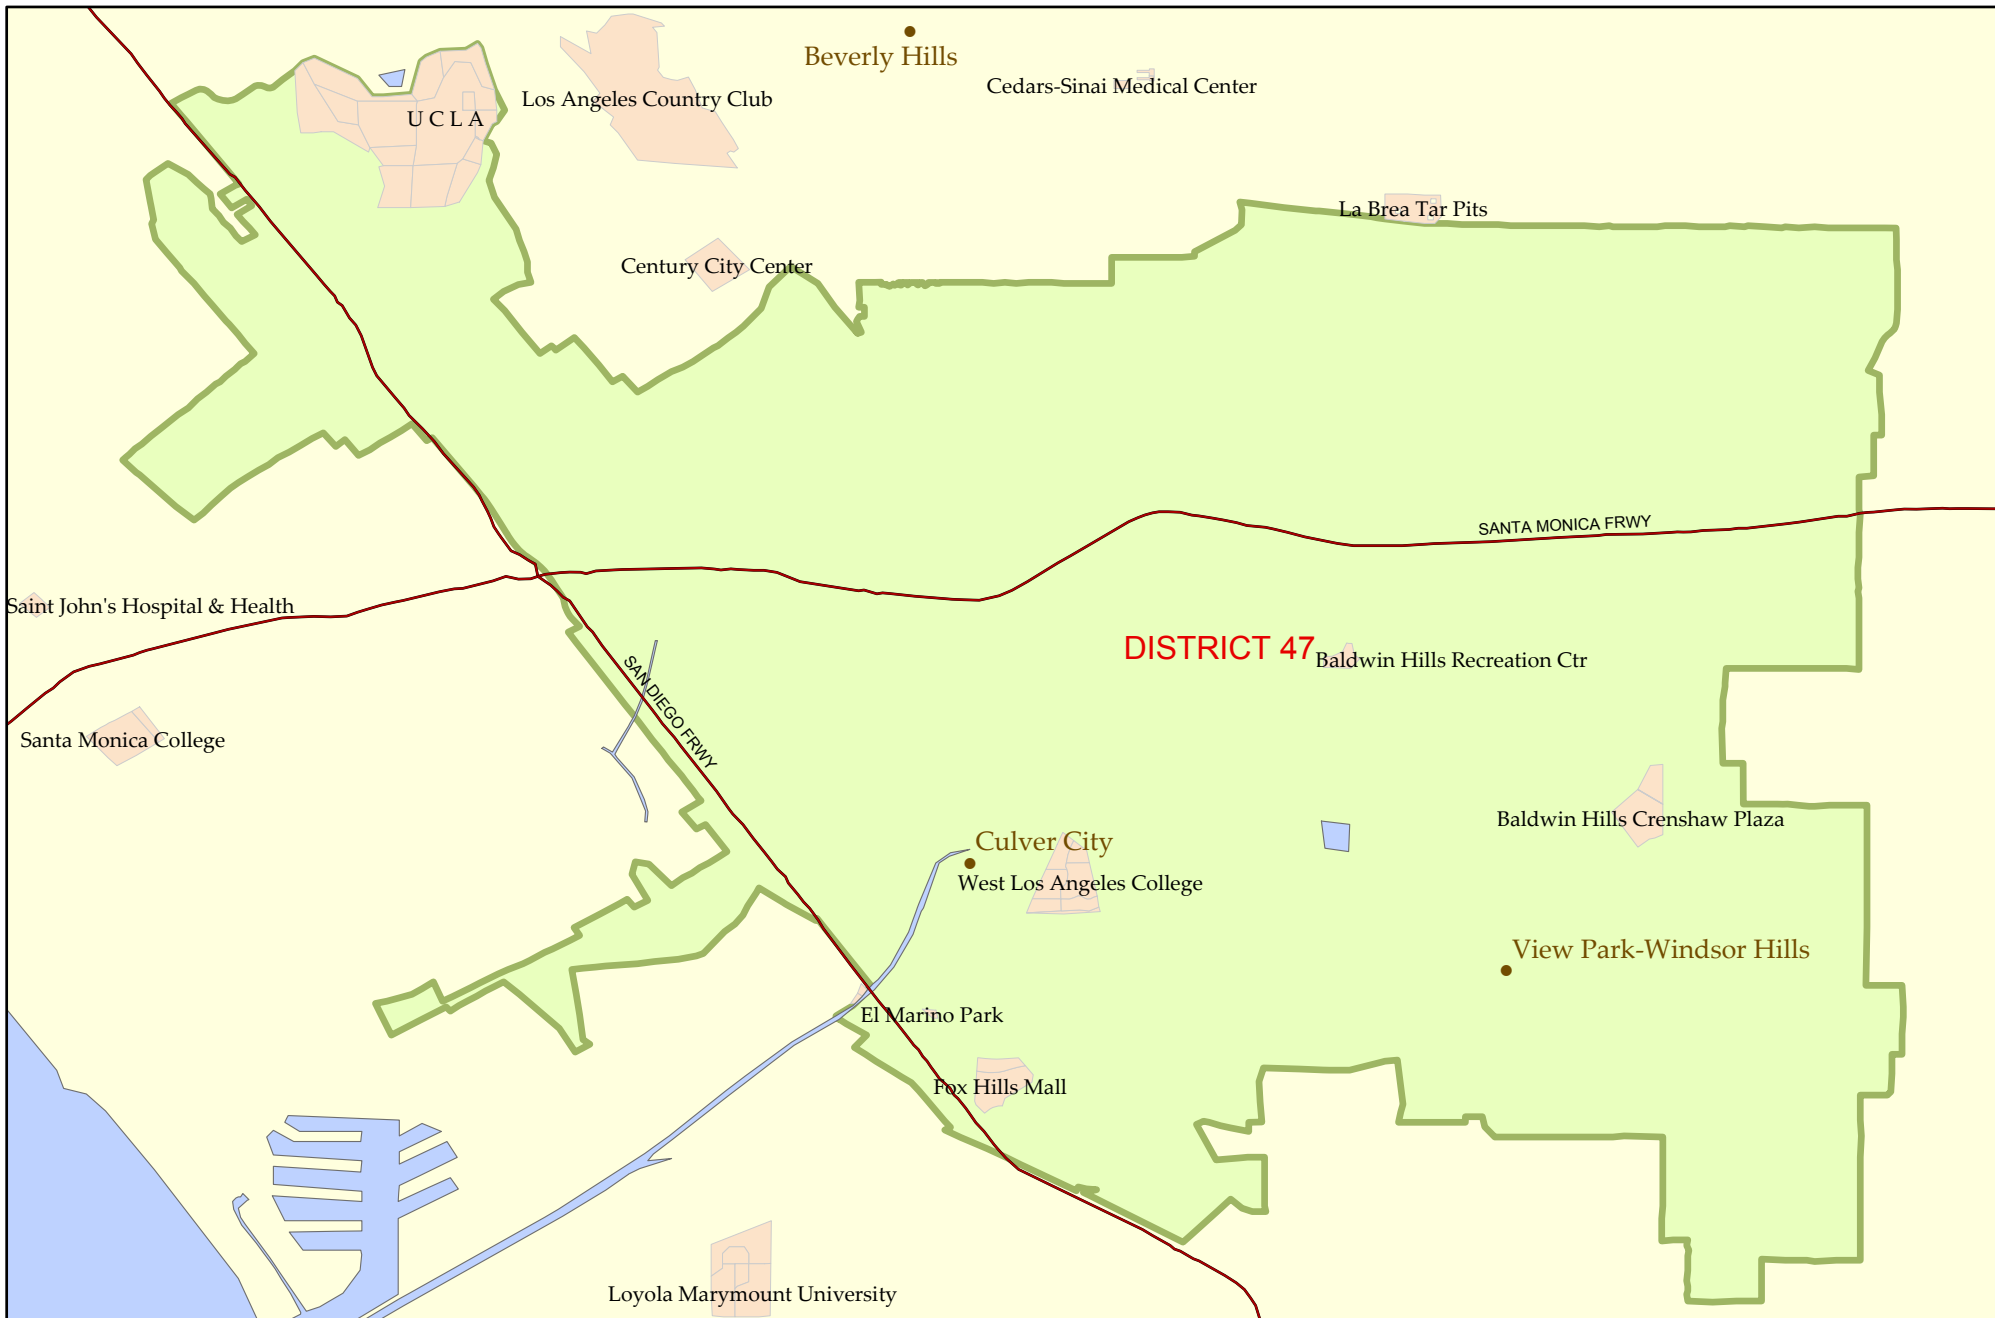 Beverly Hills
Cedars-Sinai Medical Center
Los Angeles Country Club
U C L A
La Brea Tar Pits
Century City Center
SANTA MONICA FRWY
Saint John's Hospital & Health
DISTRICT 47
Baldwin Hills Recreation Ctr
SAN DIEGO FRWY
Santa Monica College
Baldwin Hills Crenshaw Plaza
Culver City
West Los Angeles College
View Park-Windsor Hills
El Marino Park
Fox Hills Mall
Loyola Marymount University